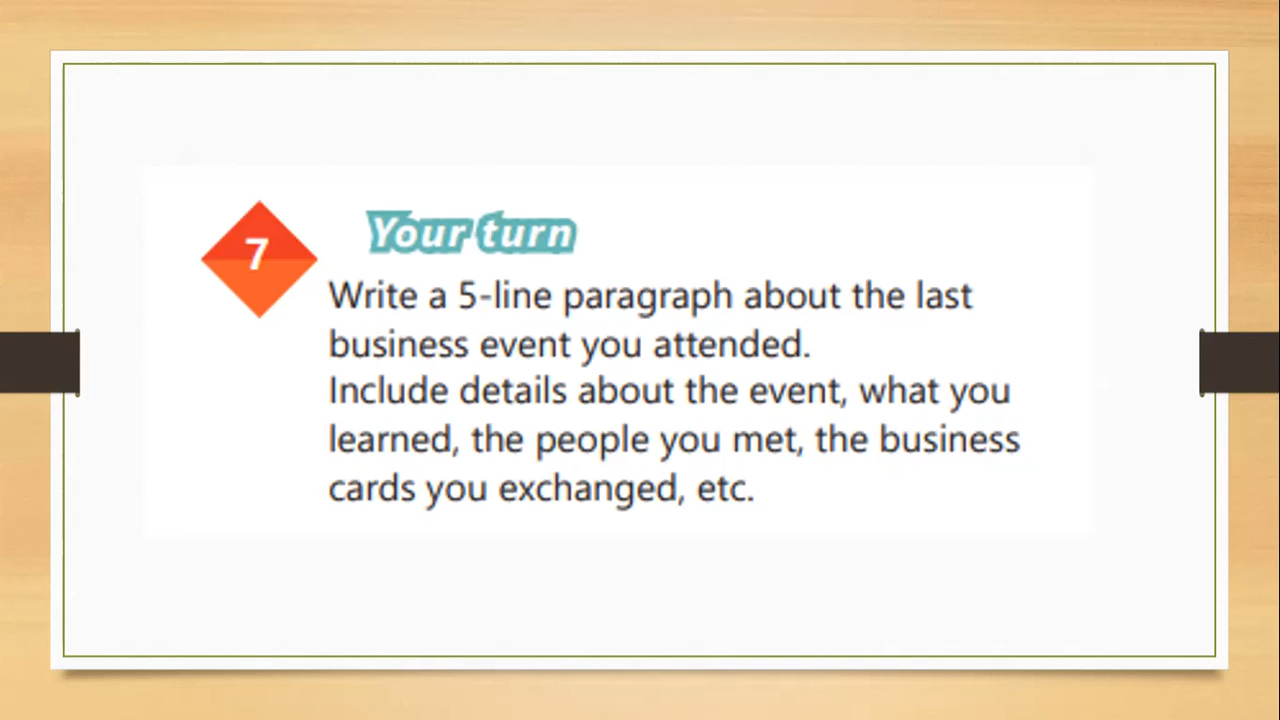 7
Your turn
Write a 5-line paragraph about the last
business event you attended.
Include details about the event, what you
learned, the people you met, the business
cards you exchanged, etc.